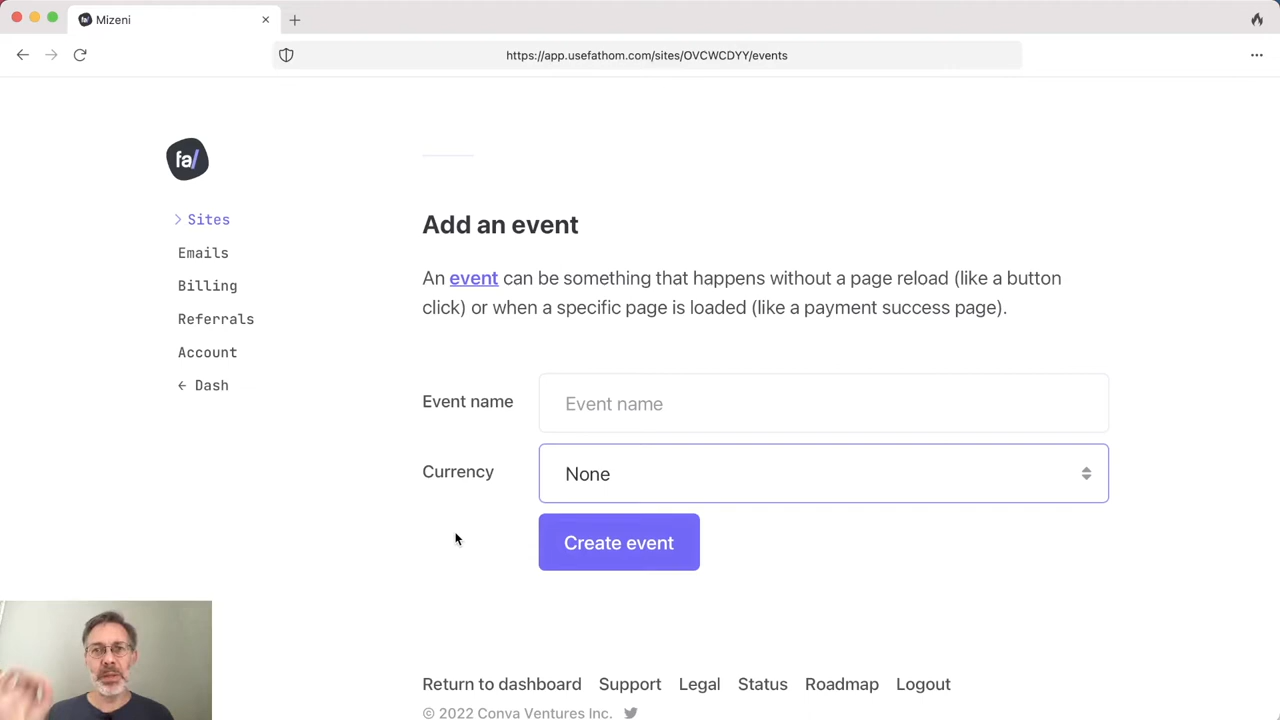 Mizeni
https://app.usefathom.com/sites/OVCWCDYY/events
fa/
Sites
Emails
Billing
Referrals
Account
← Dash
Add an event
An event can be something that happens without a page reload (like a button
click) or when a specific page is loaded (like a payment success page).
Event name
Event name
Currency
None
Create event
Return to dashboard Support Legal Status Roadmap Logout
© 2022 Conva Ventures Inc.